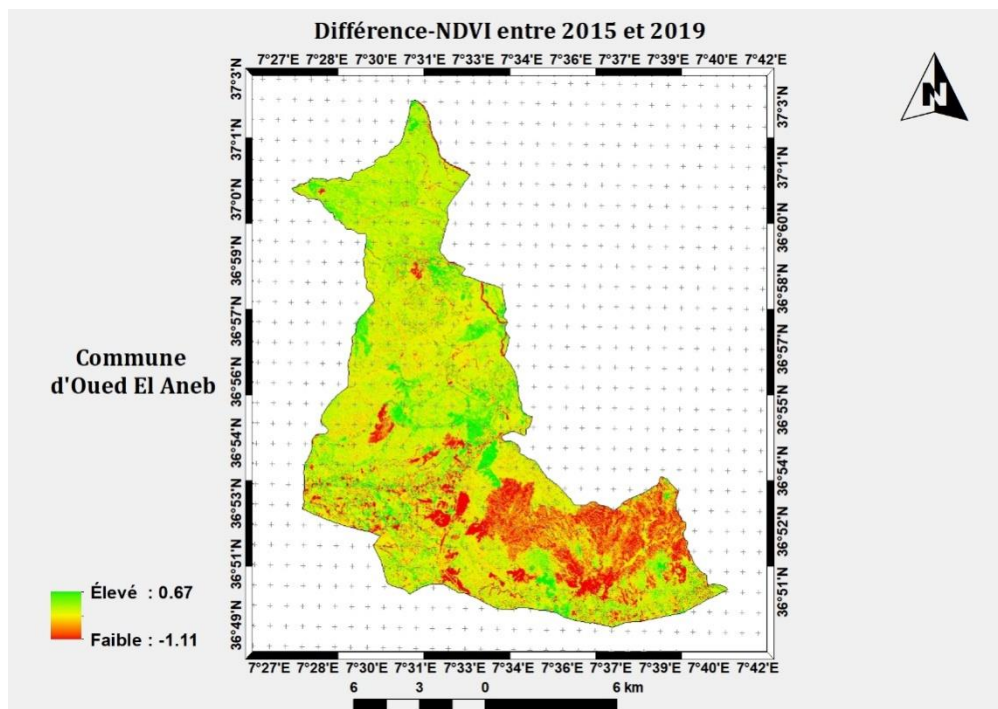 Différence-NDVI entre 2015 et 2019
7°27'E 7°28'E 7°30'E 7°31'E 7°33'E 7°34'E 7°36'E 7°37'E 7°39'E 7°40'E 7°42'E
N
37°3'N
37°1'N
37°0'N
36°59'N
36°57'N
36°56'N
36°54'N
36°53'N
36°51'N
36°49'N
37°3'N
37°1'N
36°60'N
36°58'N
36°57'N
36°55'N
36°54'N
36°52'N
36°51'N
Commune
d'Oued El Aneb
Élevé : 0.67
Faible : -1.11
7°27'E 7°28'E 7°30'E 7°31'E 7°33'E 7°34'E 7°36'E 7°37'E 7°39'E 7°40'E 7°42'E
6 3 0 6 km